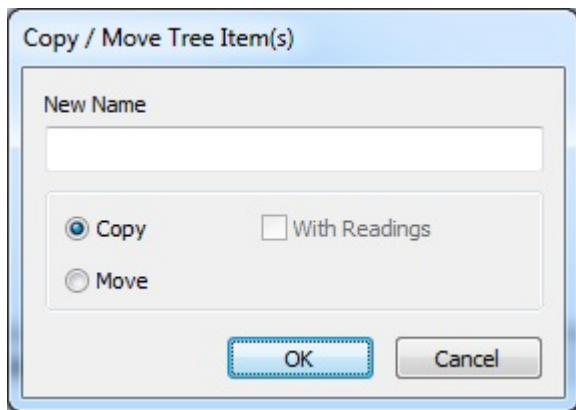 Copy / Move Tree Item(s)
New Name
Copy With Readings
Move
OK Cancel